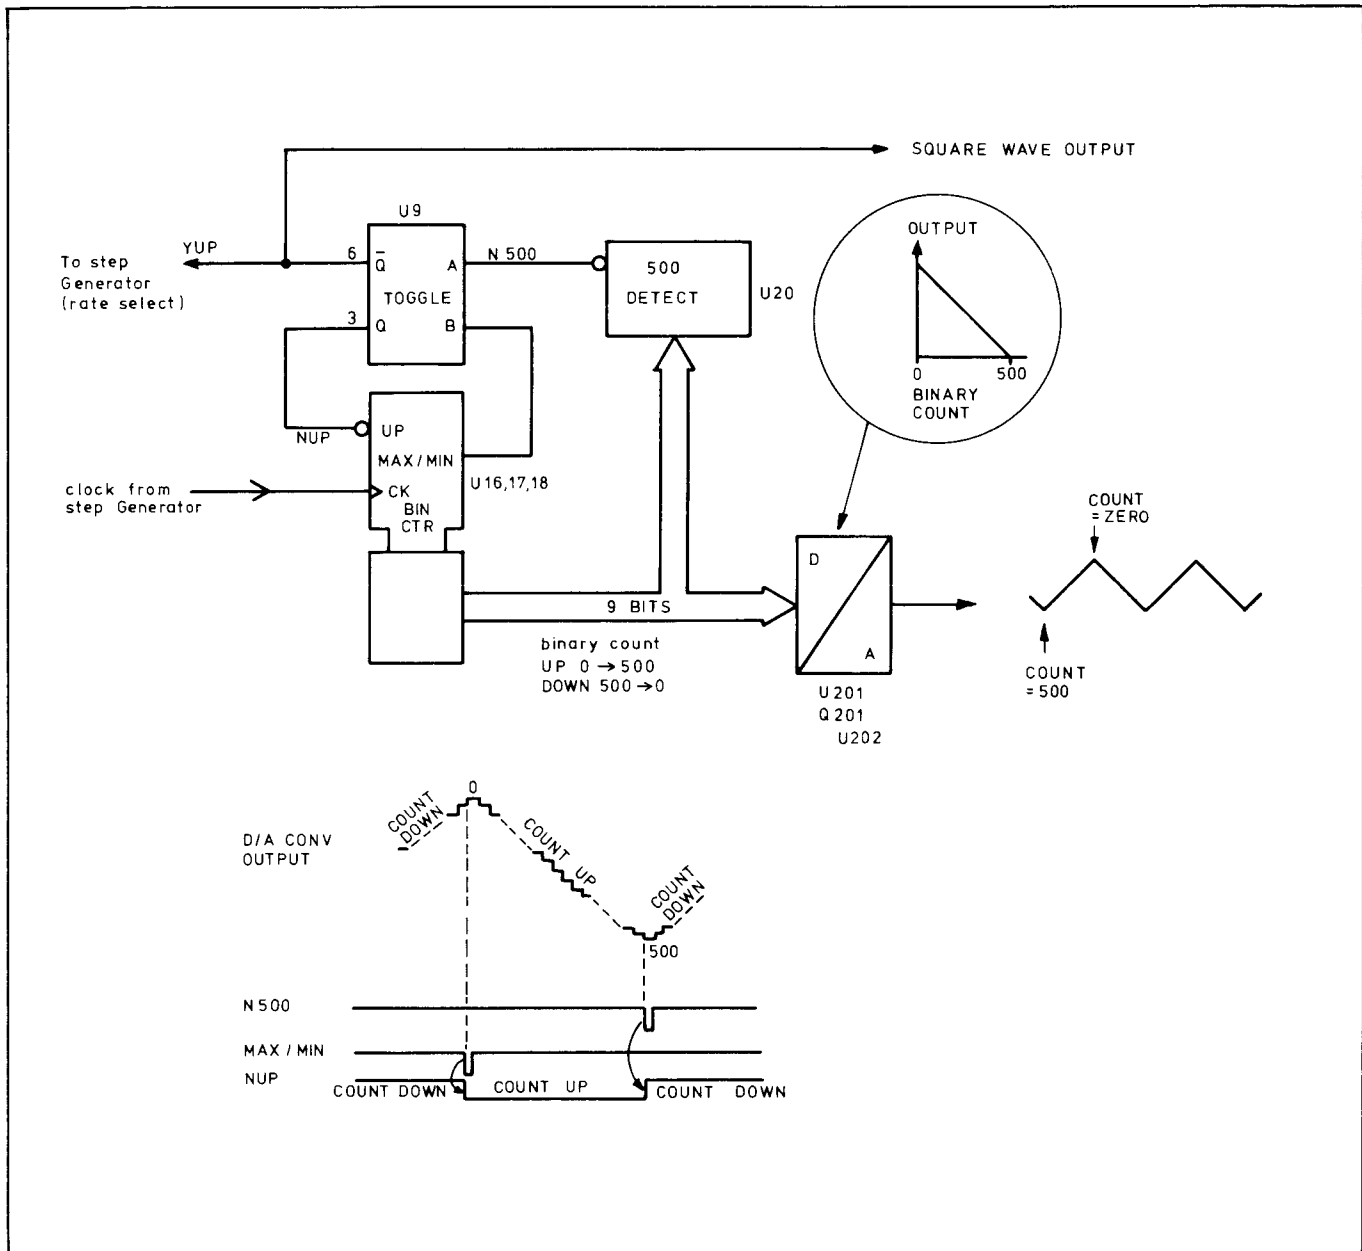 SQUARE WAVE OUTPUT
U9
YUP
To step
Generator
(rate select)
6
Q̅
A
N 500
TOGGLE
3
Q
B
500
DETECT
U20
OUTPUT
0
500
BINARY
COUNT
NUP
UP
MAX/MIN
U16,17,18
clock from
step Generator
CK
BIN
CTR
9 BITS
binary count
UP 0→500
DOWN 500→0
D
A
U201
Q201
U202
COUNT
=ZERO
COUNT
=500
D/A CONV
OUTPUT
COUNT
DOWN
0
COUNT UP
COUNT
DOWN
500
N500
MAX / MIN
NUP
COUNT DOWN
COUNT UP
COUNT DOWN